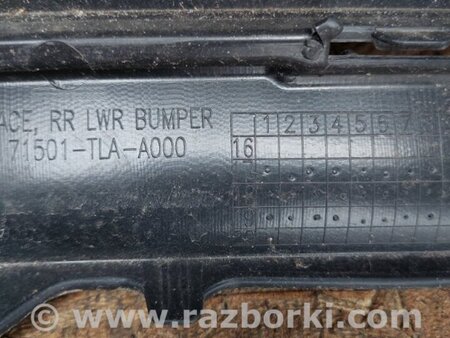 ACE, RR LWR BUMPER
71501-TLA-A000
1 2 3 4 5 6 7
16
www.razborki.com